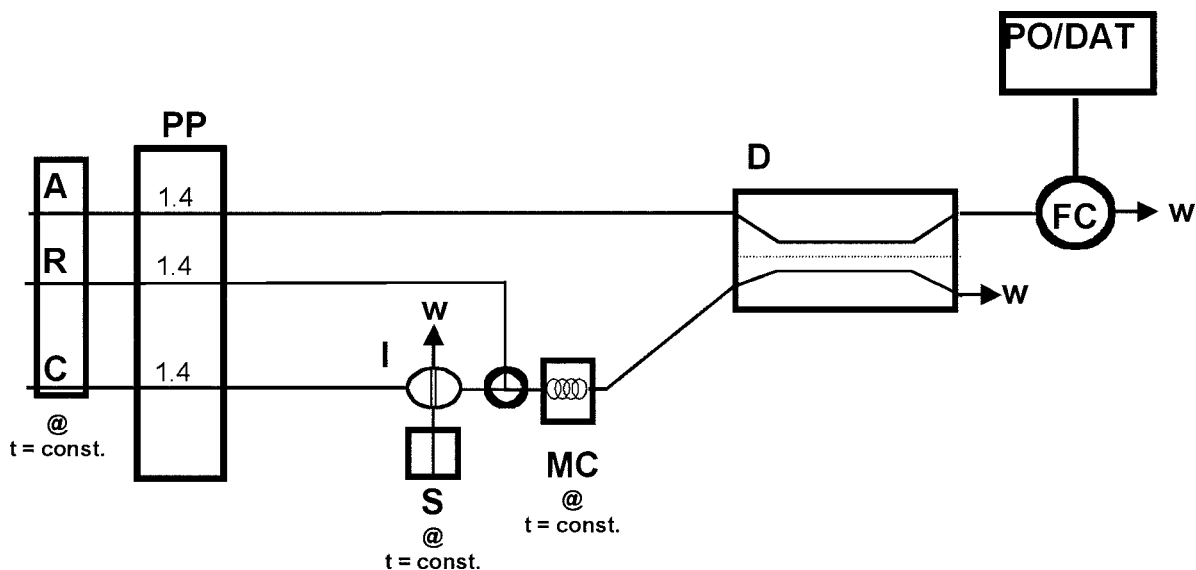 PO/DAT
PP
D
A
1.4
FC
W
R
1.4
W
W
I
C
1.4
@
t = const.
MC
@
t = const.
S
@
t = const.